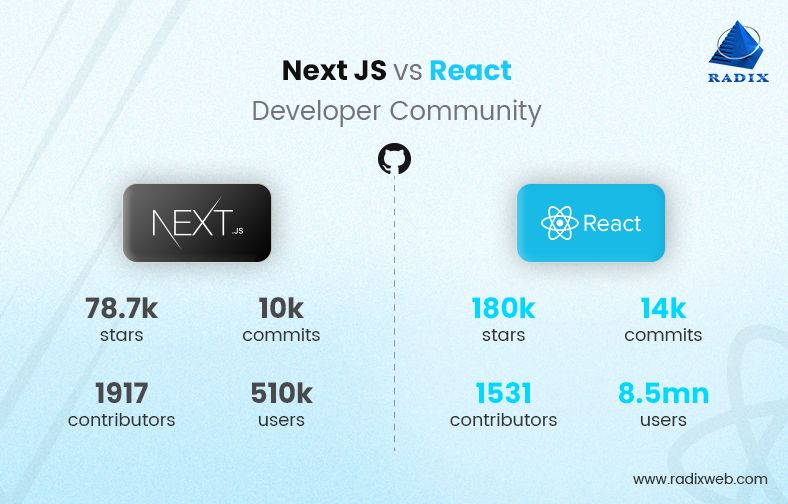 RADIX
Next JS vs React
Developer Community
NEXT.JS
78.7k
stars
10k
commits
1917
contributors
510k
users
React
180k
stars
14k
commits
1531
contributors
8.5mn
users
www.radixweb.com